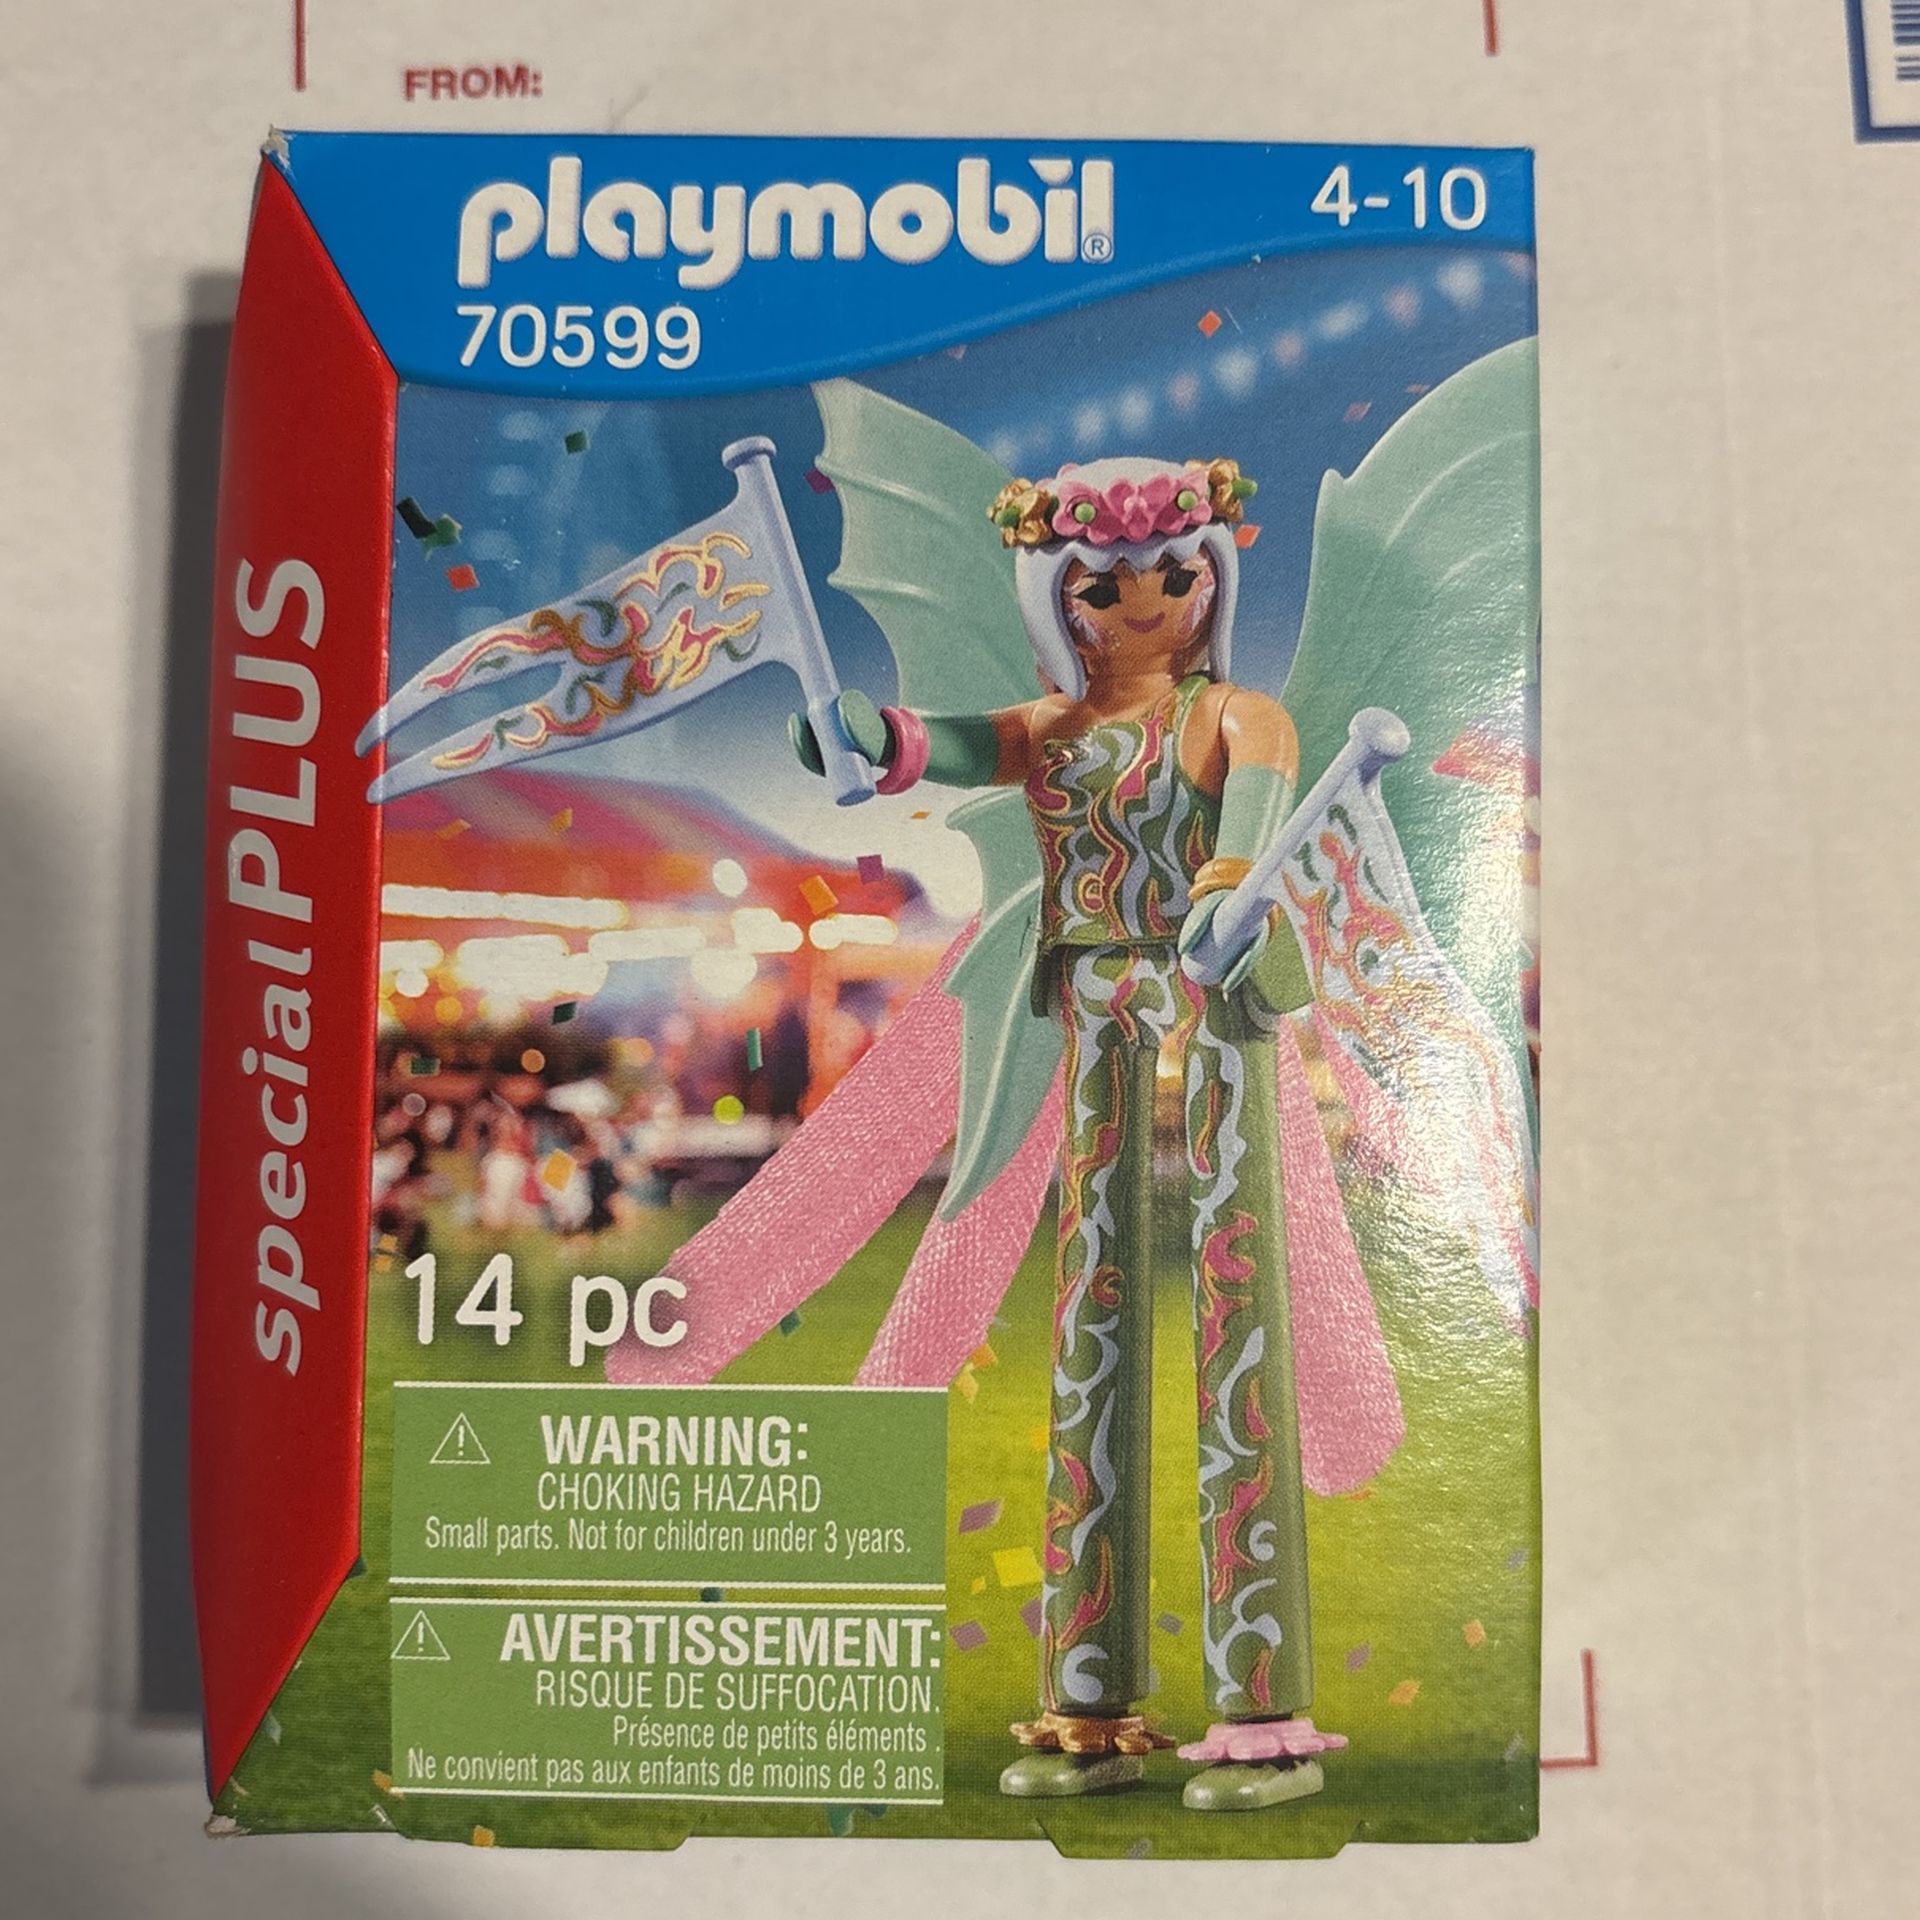 FROM:
playmobil®
4-10
70599
special PLUS
14 pc
WARNING:
CHOKING HAZARD
Small parts. Not for children under 3 years.
AVERTISSEMENT:
RISQUE DE SUFFOCATION.
Présence de petits éléments .
Ne convient pas aux enfants de moins de 3 ans.